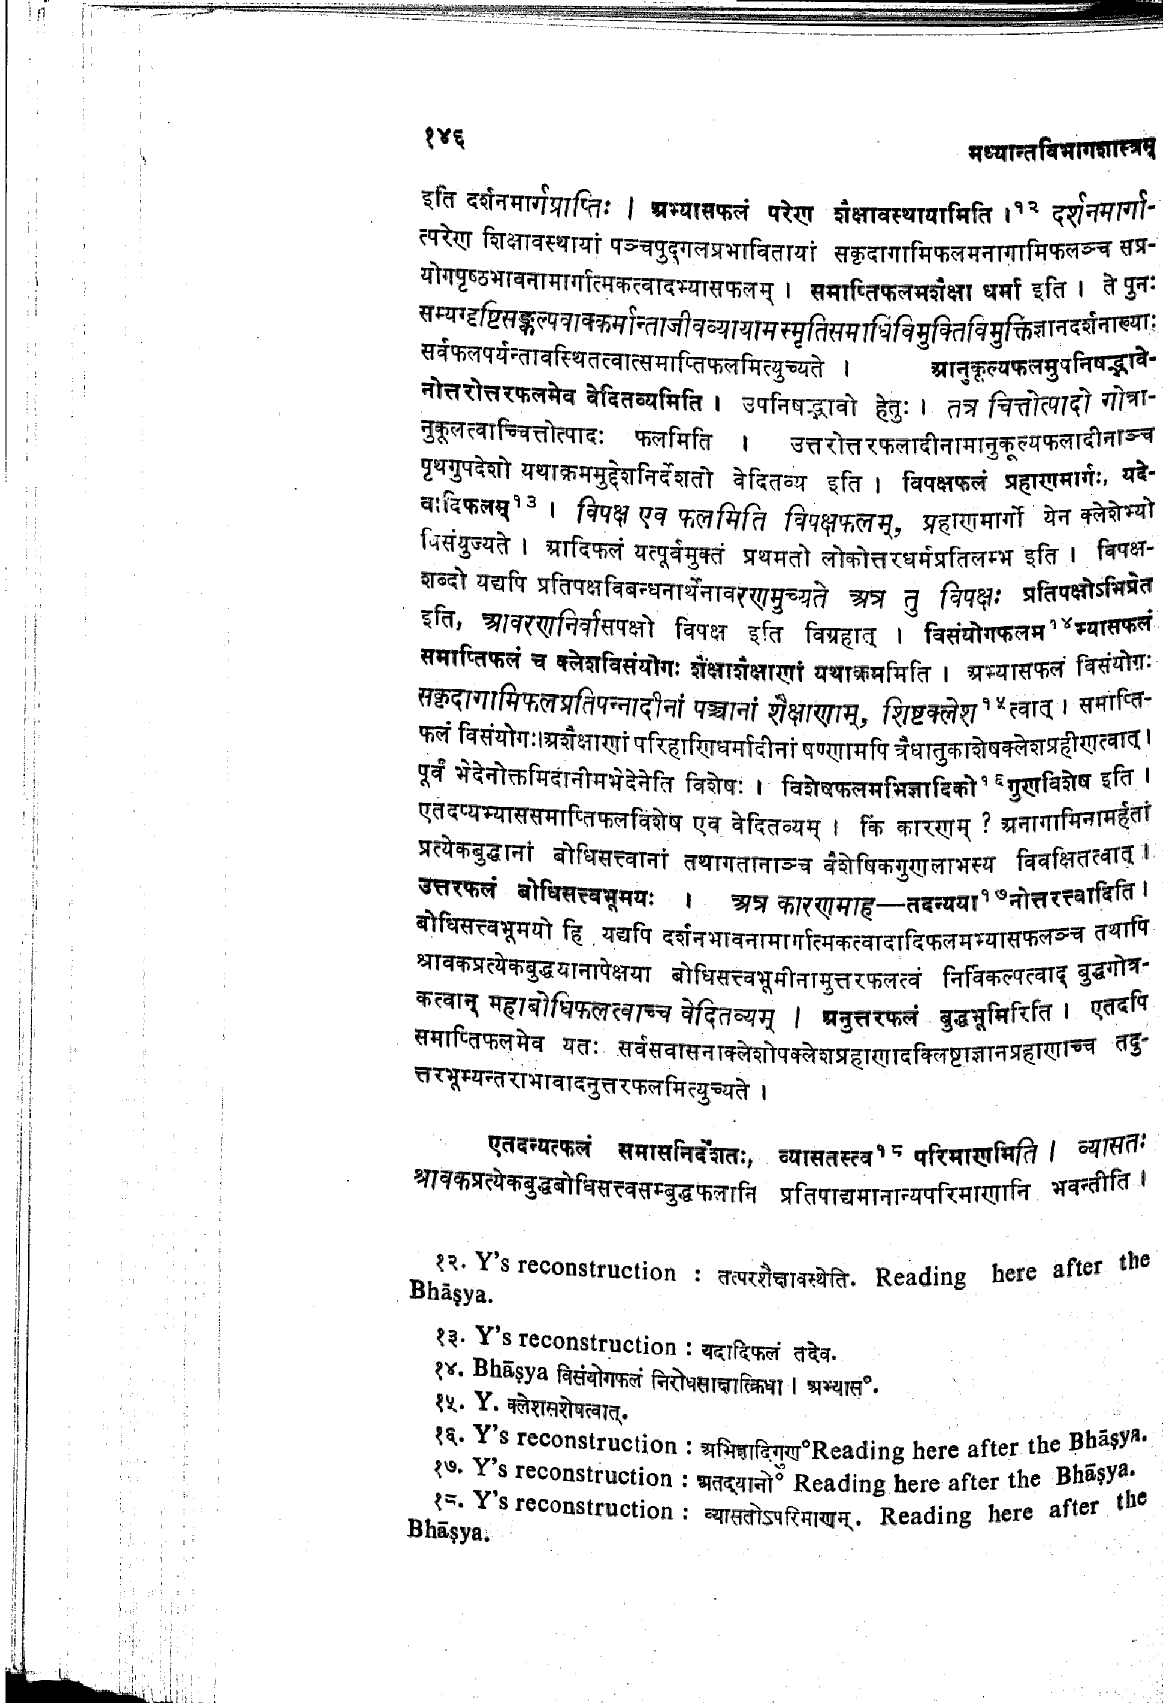 १४६
मध्यान्तविभागशास्त्रम्
इति दर्शनमार्गप्राप्तिः । अभ्यासफलं परेण शैक्षावस्थायामिति ।१२ दर्शनमार्गा-
त्परेण शिक्षावस्थायां पञ्चपुद्गलप्रभावितायां सकृदागामिफलमनागामिफलञ्च सप्र-
योगपृष्ठभावनामार्गात्मकत्वादभ्यासफलम् । समाप्तिफलमशैक्षा धर्मा इति । ते पुनः
सम्यग्दृष्टिसङ्कल्पवाक्कर्मान्ताजीवव्यायामस्मृतिसमाधिविमुक्तिविमुक्तिज्ञानदर्शनाख्याः
सर्वफलपर्यन्तावस्थितत्वात्समाप्तिफलमित्युच्यते । आनुकूल्यफलमुपनिषद्भावे-
नोत्तरोत्तरफलमेव वेदितव्यमिति । उपनिषद्भावो हेतुः । तत्र चित्तोत्पादो गोत्रा-
नुकूलत्वाच्चित्तोत्पादः फलमिति । उत्तरोत्तरफलादीनामानुकूल्यफलादीनाञ्च
पृथगुपदेशो यथाक्रममुद्देशनिर्देशतो वेदितव्य इति । विपक्षफलं प्रहाणमार्गः, यदे-
वादिफलम्१३ । विपक्ष एव फलमिति विपक्षफलम्, प्रहाणमार्गो येन क्लेशेभ्यो
विसंयुज्यते । आदिफलं यत्पूर्वमुक्तं प्रथमतो लोकोत्तरधर्मप्रतिलम्भ इति । विपक्ष-
शब्दो यद्यपि प्रतिपक्षविबन्धनार्थेनावरणमुच्यते अत्र तु विपक्षः प्रतिपक्षोऽभिप्रेत
इति, आवरणनिर्वासपक्षो विपक्ष इति विग्रहात् । विसंयोगफलम१४भ्यासफलं
समाप्तिफलं च क्लेशविसंयोगः शैक्षाशैक्षाणां यथाक्रममिति । अभ्यासफलं विसंयोगः
सकृदागामिफलप्रतिपन्नादीनां पञ्चानां शैक्षाणाम्, शिष्टक्लेश१५त्वात् । समाप्ति-
फलं विसंयोगः।अशैक्षाणां परिहाणिधर्मादीनां षण्णामपि त्रैधातुकाशेषक्लेशप्रहीणत्वात् ।
पूर्वं भेदेनोक्तमिदानीमभेदेनेति विशेषः । विशेषफलमभिज्ञादिको१६गुणविशेष इति ।
एतदप्यभ्याससमाप्तिफलविशेष एव वेदितव्यम् । किं कारणम् ? अनागामिनामर्हतां
प्रत्येकबुद्धानां बोधिसत्त्वानां तथागतानाञ्च वैशेषिकगुणलाभस्य विवक्षितत्वात् ।
उत्तरफलं बोधिसत्त्वभूमयः । अत्र कारणमाह—तदन्यया१७नोत्तरत्त्वादिति ।
बोधिसत्त्वभूमयो हि यद्यपि दर्शनभावनामार्गात्मकत्वादादिफलमभ्यासफलञ्च तथापि
श्रावकप्रत्येकबुद्धयानापेक्षया बोधिसत्त्वभूमीनामुत्तरफलत्वं निर्विकल्पत्वाद् बुद्धगोत्र-
कत्वान् महाबोधिफलत्वाच्च वेदितव्यम् । अनुत्तरफलं बुद्धभूमिरिति । एतदपि
समाप्तिफलमेव यतः सर्वसवासनाक्लेशोपक्लेशप्रहाणादक्लिष्टाज्ञानप्रहाणाच्च तदु-
त्तरभूम्यन्तराभावादनुत्तरफलमित्युच्यते ।
एतदन्यत्फलं समासनिर्देशतः, व्यासतस्त्व१८परिमाणमिति । व्यासतः
श्रावकप्रत्येकबुद्धबोधिसत्त्वसम्बुद्धफलानि प्रतिपाद्यमानान्यपरिमाणानि भवन्तीति ।
१२. Y's reconstruction : तत्परशैक्षावस्थेति. Reading here after the
Bhāṣya.
१३. Y's reconstruction : यदादिफलं तदेव.
१४. Bhāṣya विसंयोगफलं निरोधसाक्षात्क्रिया । अभ्यास°.
१५. Y. क्लेशसशेषत्वात्.
१६. Y's reconstruction : अभिज्ञादिगुण°Reading here after the Bhāṣya.
१७. Y's reconstruction : अतद्यानो° Reading here after the Bhāṣya.
१८. Y's reconstruction : व्यासतोऽपरिमाणम्. Reading here after the
Bhāṣya.